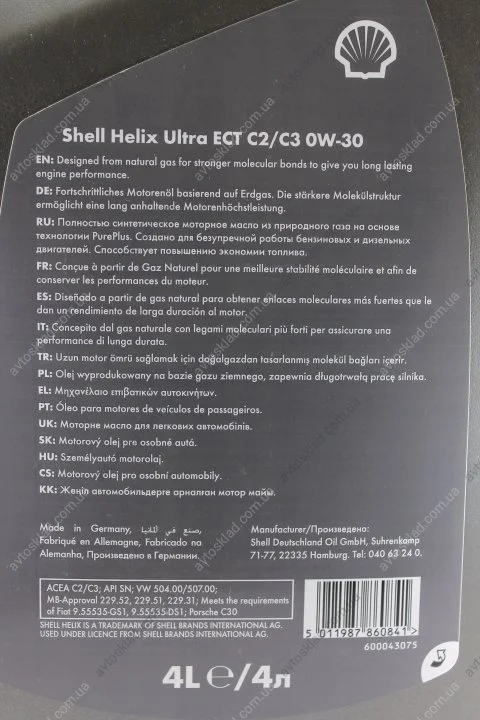 Shell Helix Ultra ECT C2/C3 0W-30
EN: Designed from natural gas for stronger molecular bonds to give you long lasting
engine performance.
DE: Fortschrittliches Motorenöl basierend auf Erdgas. Die stärkere Molekülstruktur
ermöglicht eine lang anhaltende Motorenhöchstleistung.
RU: Полностью синтетическое моторное масло из природного газа на основе
технологии PurePlus. Создано для безупречной работы бензиновых и дизельных
двигателей. Способствует повышению экономии топлива.
FR: Conçue à partir de Gaz Naturel pour une meilleure stabilité moléculaire et afin de
conserver les performances du moteur.
ES: Diseñado a partir de gas natural para obtener enlaces moleculares más fuertes que le
dan un rendimiento de larga duración al motor.
IT: Concepito dal gas naturale con legami molecolari più forti per assicurare una
performance di lunga durata.
TR: Uzun motor ömrü sağlamak için doğalgazdan tasarlanmış molekül bağları içerir.
PL: Olej wyprodukowany na bazie gazu ziemnego, zapewnia długotrwałą pracę silnika.
EL: Μηχανέλαιο επιβατικών αυτοκινήτων.
PT: Óleo para motores de veículos de passageiros.
UK: Моторне масло для легкових автомобілів.
SK: Motorový olej pre osobné autá.
HU: Személyautó motorolaj.
CS: Motorový olej pro osobní automobily.
KK: Жеңіл автомобильдерге арналған мотор майы.
Made in Germany, صنع في ألمانيا,
Fabriqué en Allemagne, Fabricado na
Alemanha, Произведено в Германии.
Manufacturer/Произведено:
Shell Deutschland Oil GmbH, Suhrenkamp
71-77, 22335 Hamburg. Tel: 040 63 24 0.
ACEA C2/C3; API SN; VW 504.00/507.00;
MB-Approval 229.52, 229.51, 229.31; Meets the requirements
of Fiat 9.55535-GS1, 9.55535-DS1; Porsche C30
SHELL HELIX IS A TRADEMARK OF SHELL BRANDS INTERNATIONAL AG.
USED UNDER LICENCE FROM SHELL BRANDS INTERNATIONAL AG.
5 011987 860841
600043075
4L ℮/4л
avtosklad.com.ua